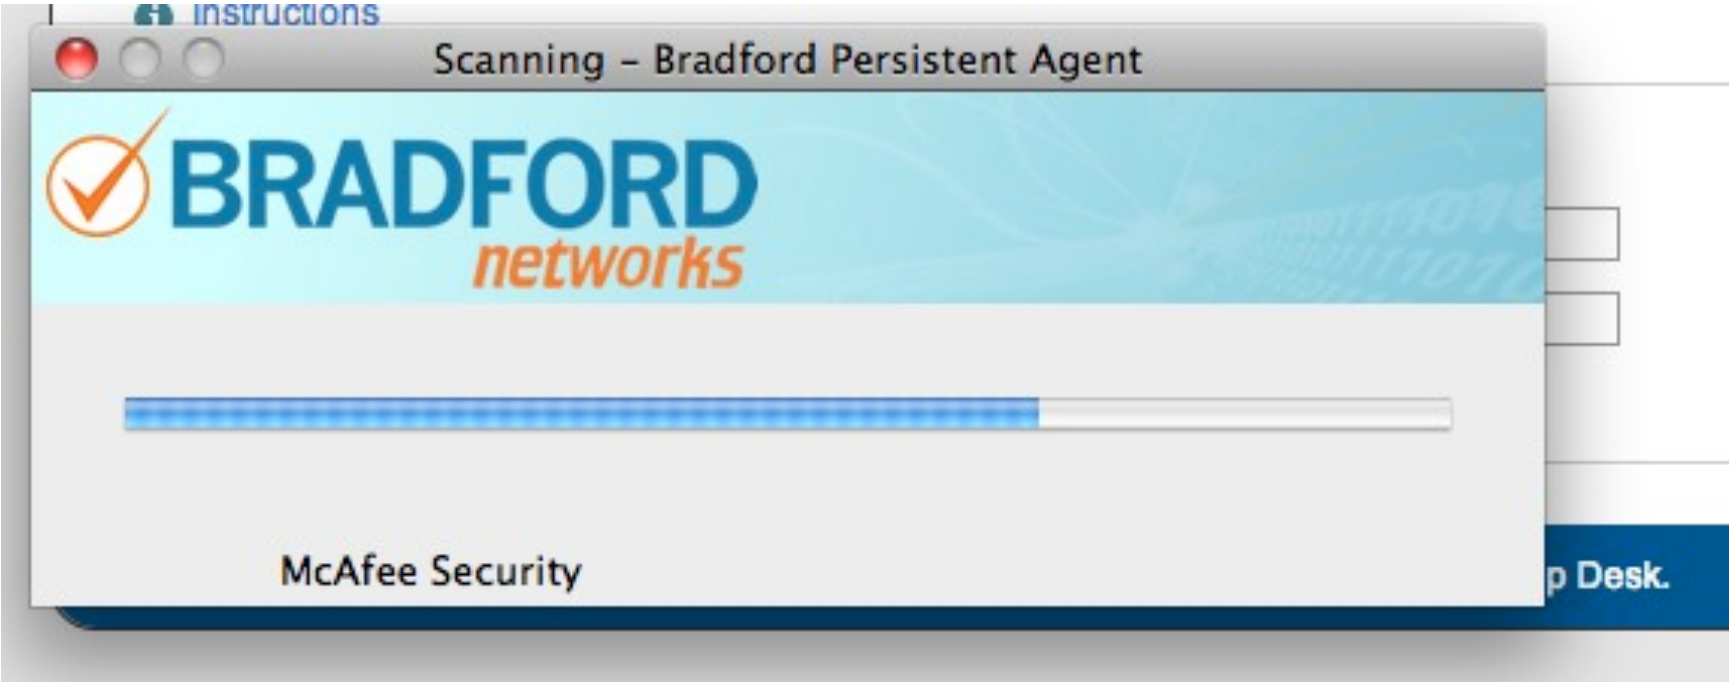 Instructions
Scanning – Bradford Persistent Agent
BRADFORD
networks
McAfee Security
p Desk.